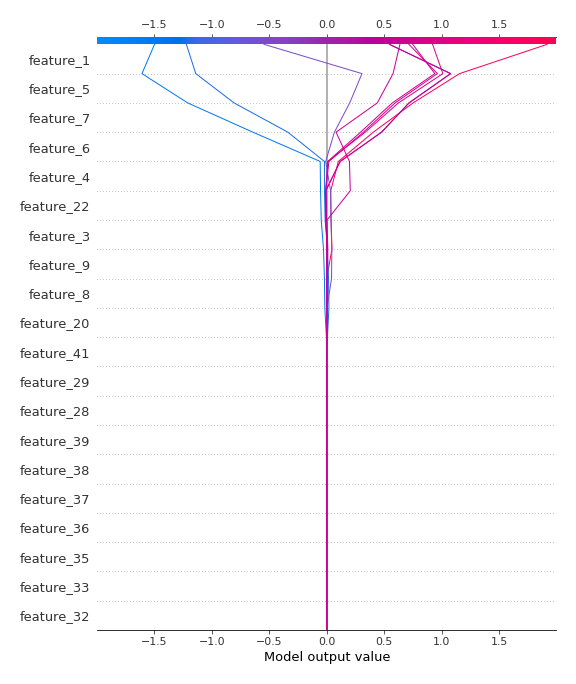 −1.5 −1.0 −0.5 0.0 0.5 1.0 1.5
feature_1
feature_5
feature_7
feature_6
feature_4
feature_22
feature_3
feature_9
feature_8
feature_20
feature_41
feature_29
feature_28
feature_39
feature_38
feature_37
feature_36
feature_35
feature_33
feature_32
−1.5 −1.0 −0.5 0.0 0.5 1.0 1.5
Model output value